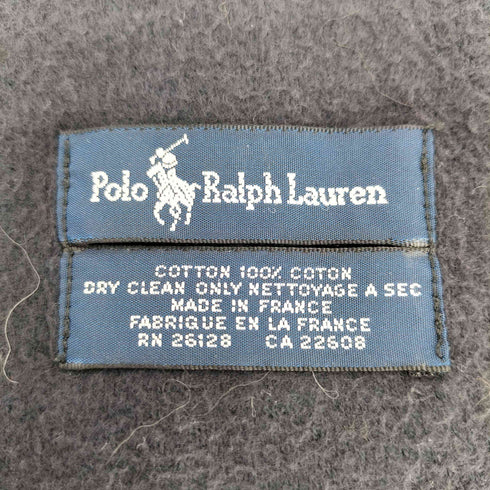 Polo Ralph Lauren
COTTON 100% COTON
DRY CLEAN ONLY NETTOYAGE A SEC
MADE IN FRANCE
FABRIQUE EN LA FRANCE
RN 26128 CA 22608